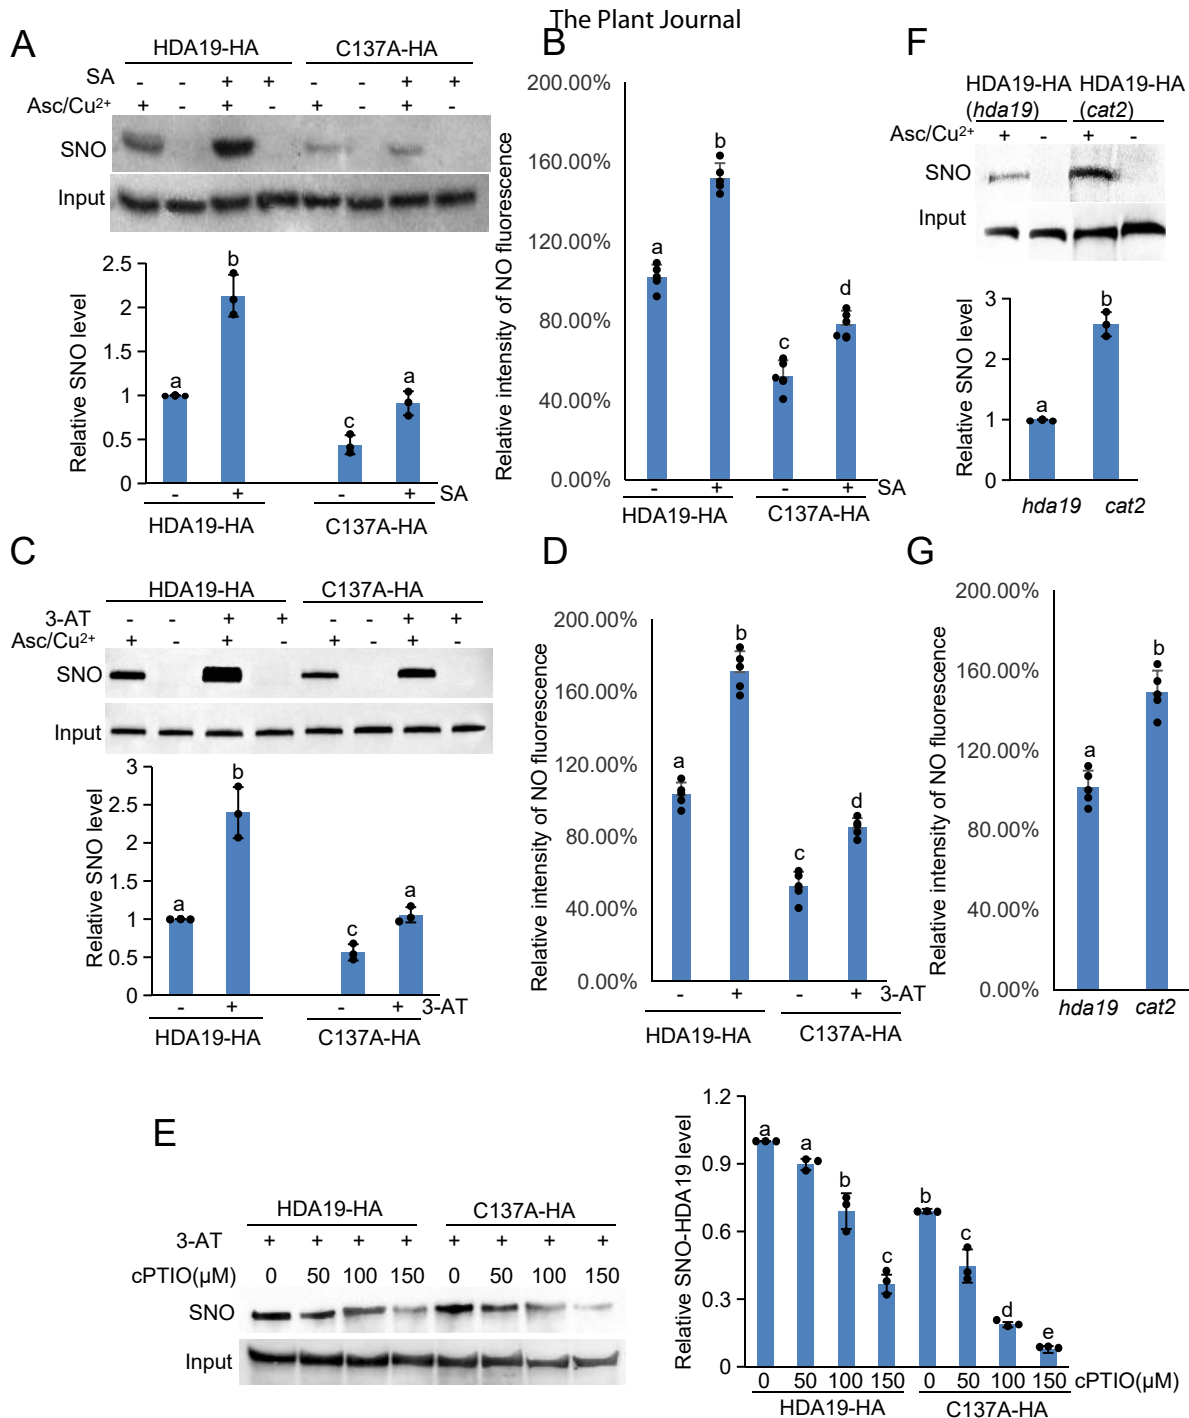 The Plant Journal
A
HDA19-HA C137A-HA
SA - - + + - - + +
Asc/Cu²⁺ + - + - + - + -
SNO
Input
Relative SNO level
2.5
2
1.5
1
0.5
0
a b c a
- + - + SA
HDA19-HA C137A-HA
B
Relative intensity of NO fluorescence
200.00%
160.00%
120.00%
80.00%
40.00%
0.00%
a b c d
- + - + SA
HDA19-HA C137A-HA
F
HDA19-HA HDA19-HA
(hda19) (cat2)
Asc/Cu²⁺ + - + -
SNO
Input
Relative SNO level
3
2
1
0
a b
hda19 cat2
C
HDA19-HA C137A-HA
3-AT - - + + - - + +
Asc/Cu²⁺ + - + - + - + -
SNO
Input
Relative SNO level
3
2.5
2
1.5
1
0.5
0
a b c a
- + - + 3-AT
HDA19-HA C137A-HA
D
Relative intensity of NO fluorescence
200.00%
160.00%
120.00%
80.00%
40.00%
0.00%
a b c d
- + - + 3-AT
HDA19-HA C137A-HA
G
Relative intensity of NO fluorescence
200.00%
160.00%
120.00%
80.00%
40.00%
0.00%
a b
hda19 cat2
E
HDA19-HA C137A-HA
3-AT + + + + + + + +
cPTIO(µM) 0 50 100 150 0 50 100 150
SNO
Input
Relative SNO-HDA19 level
1.2
0.9
0.6
0.3
0
a a b c b c d e
0 50 100 150 0 50 100 150 cPTIO(µM)
HDA19-HA C137A-HA